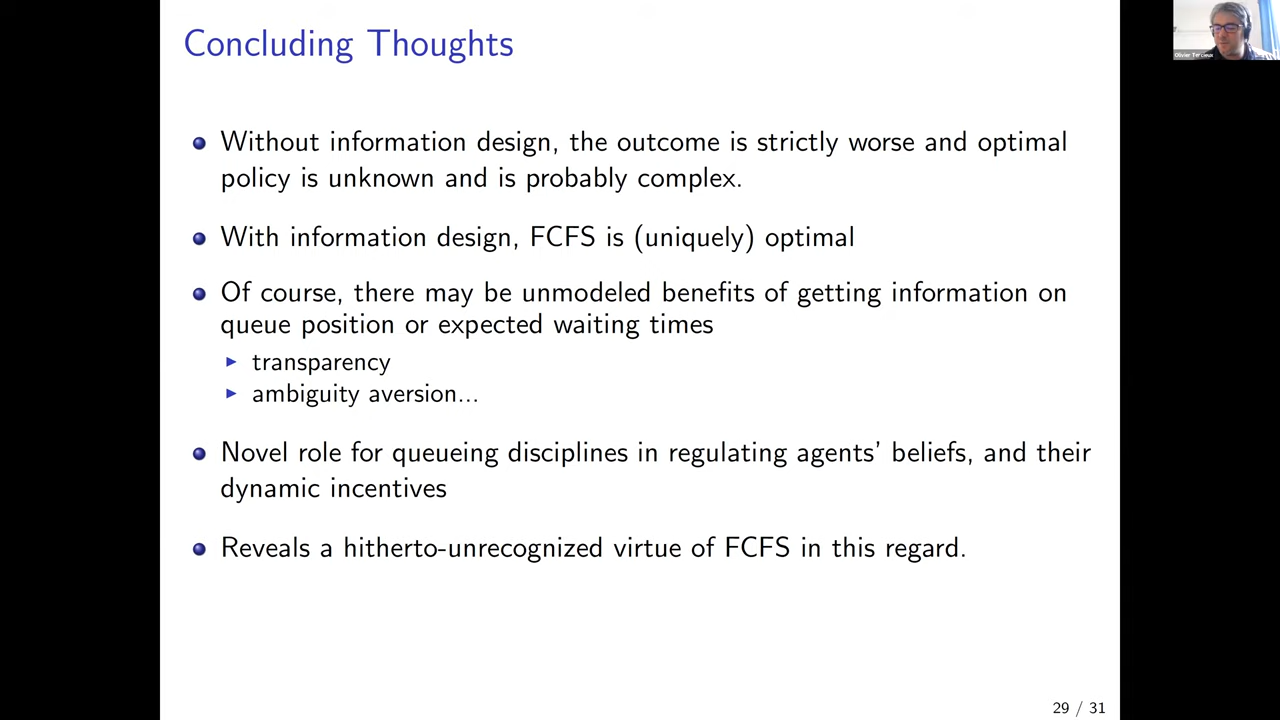 Concluding Thoughts
Olivier Tercieux
Without information design, the outcome is strictly worse and optimal
policy is unknown and is probably complex.
With information design, FCFS is (uniquely) optimal
Of course, there may be unmodeled benefits of getting information on
queue position or expected waiting times
transparency
ambiguity aversion...
Novel role for queueing disciplines in regulating agents' beliefs, and their
dynamic incentives
Reveals a hitherto-unrecognized virtue of FCFS in this regard.
29 / 31